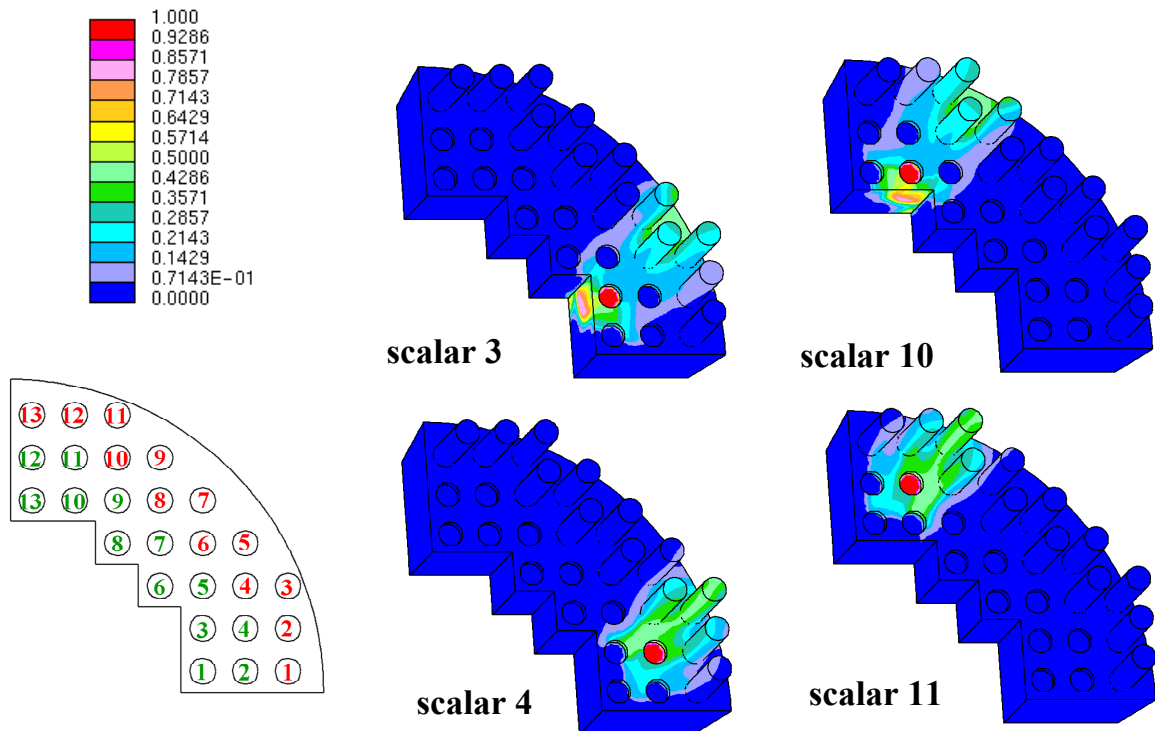 1.000
0.9286
0.8571
0.7857
0.7143
0.6429
0.5714
0.5000
0.4286
0.3571
0.2857
0.2143
0.1429
0.7143E-01
0.0000
scalar 3
scalar 10
13 12 11
12 11 10 9
13 10 9 8 7
8 7 6 5
6 5 4 3
3 4 2
1 2 1
scalar 4
scalar 11